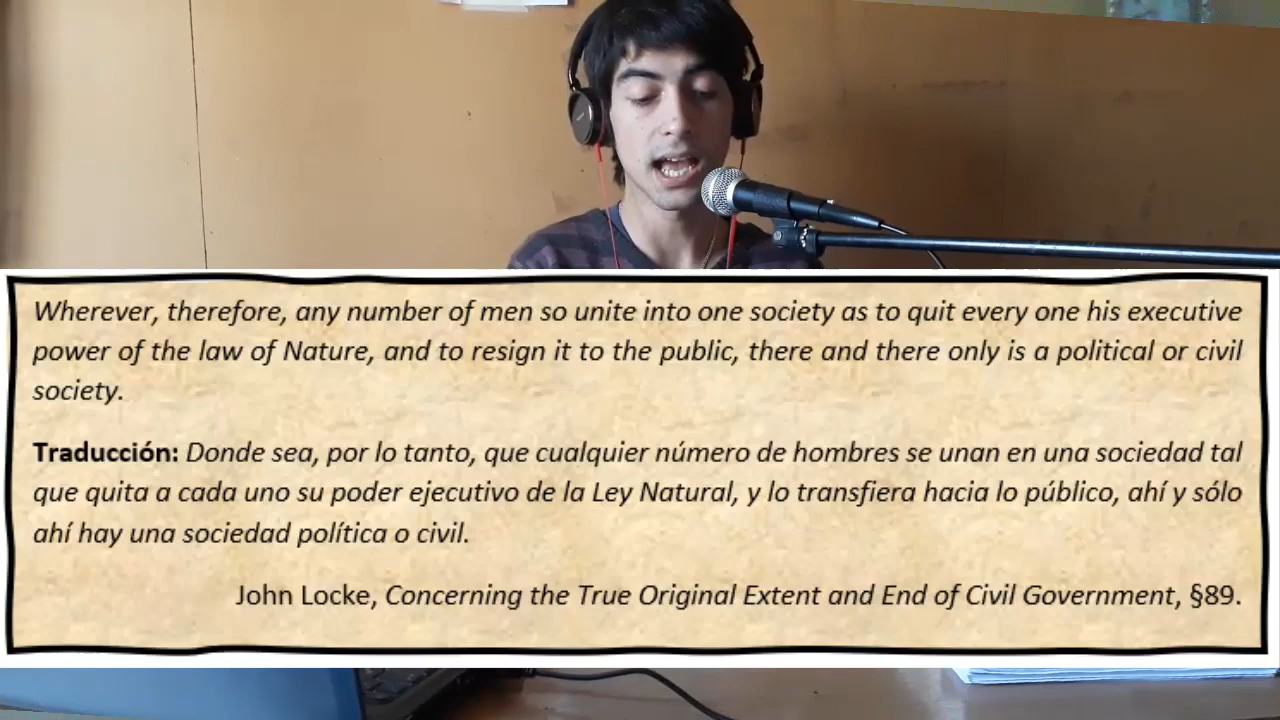 Wherever, therefore, any number of men so unite into one society as to quit every one his executive
power of the law of Nature, and to resign it to the public, there and there only is a political or civil
society.
Traducción: Donde sea, por lo tanto, que cualquier número de hombres se unan en una sociedad tal
que quita a cada uno su poder ejecutivo de la Ley Natural, y lo transfiera hacia lo público, ahí y sólo
ahí hay una sociedad política o civil.
John Locke, Concerning the True Original Extent and End of Civil Government, §89.